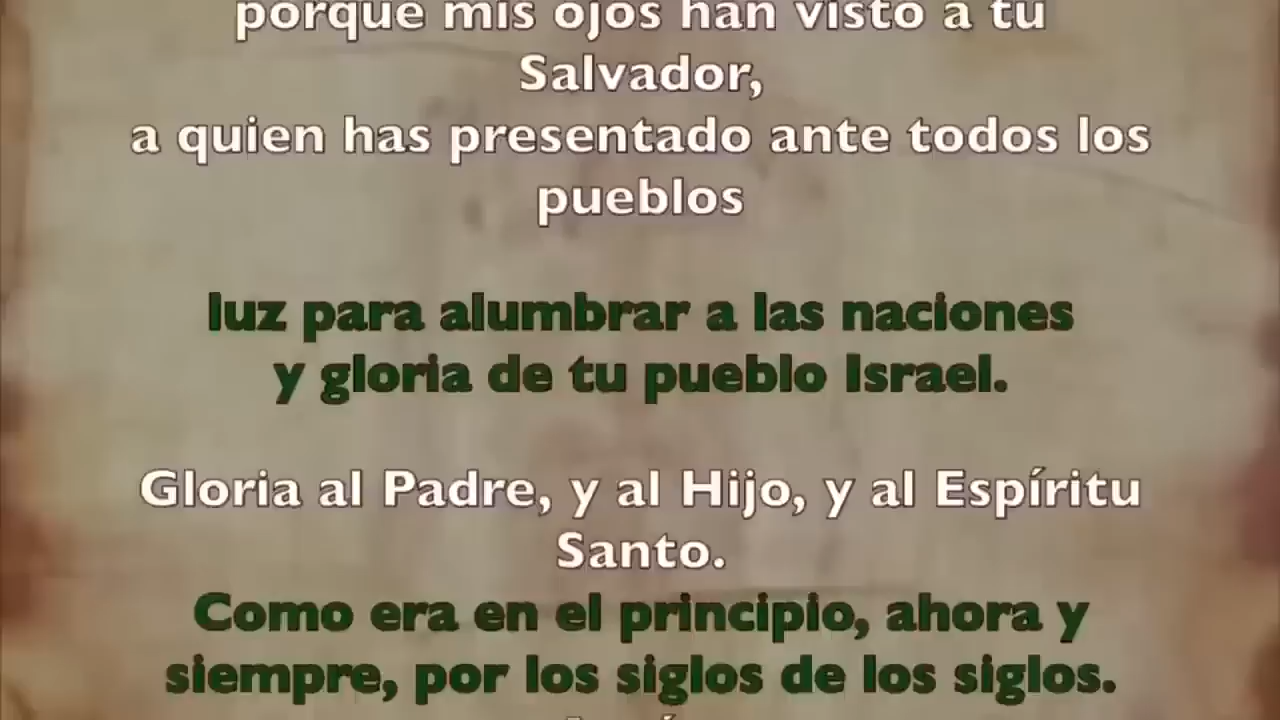 porque mis ojos han visto a tu
Salvador,
a quien has presentado ante todos los
pueblos
luz para alumbrar a las naciones
y gloria de tu pueblo Israel.
Gloria al Padre, y al Hijo, y al Espíritu
Santo.
Como era en el principio, ahora y
siempre, por los siglos de los siglos.